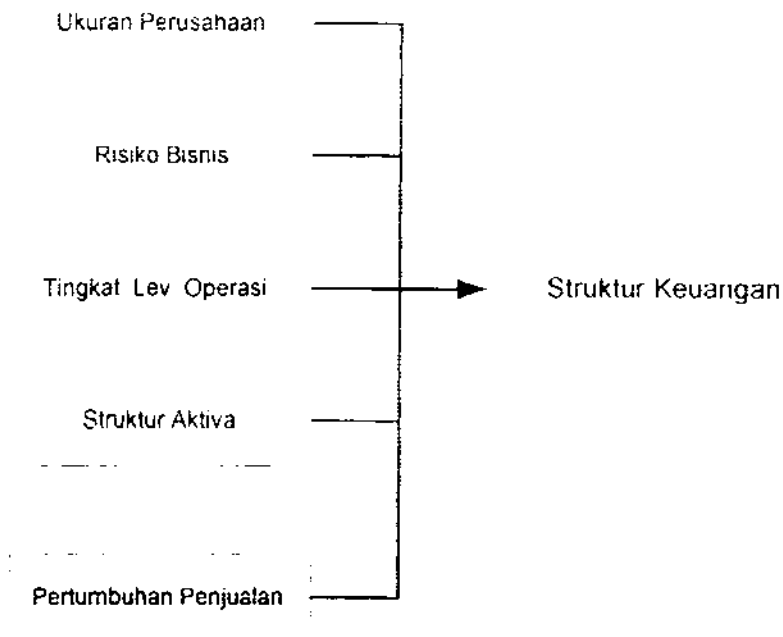 Ukuran Perusahaan
Risiko Bisnis
Tingkat Lev Operasi
Struktur Keuangan
Struktur Aktiva
Pertumbuhan Penjualan